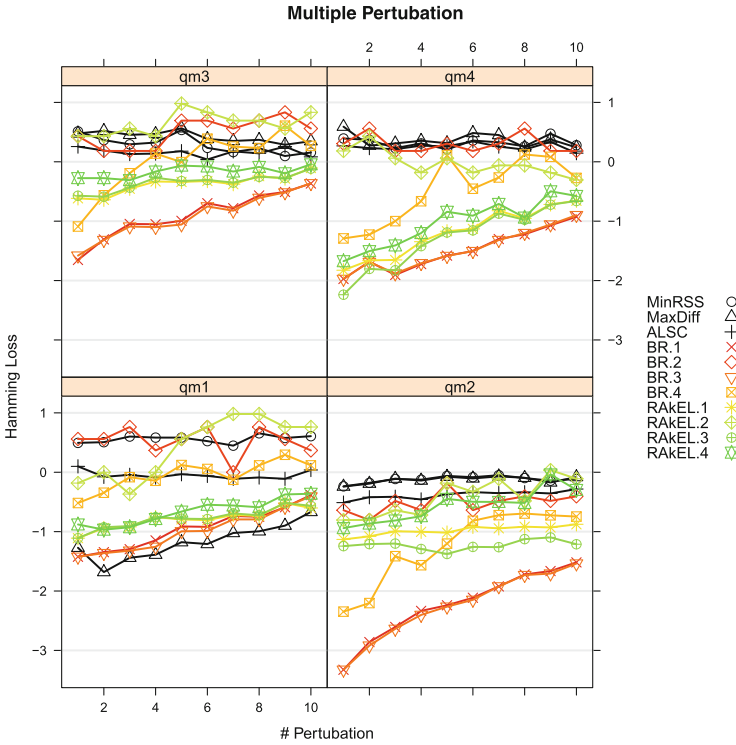 Multiple Pertubation
2 4 6 8 10
qm3 qm4
1
0
−1
−2
−3
qm1 qm2
1
0
−1
−2
−3
2 4 6 8 10
Hamming Loss
# Pertubation
MinRSS
MaxDiff
ALSC
BR.1
BR.2
BR.3
BR.4
RAkEL.1
RAkEL.2
RAkEL.3
RAkEL.4